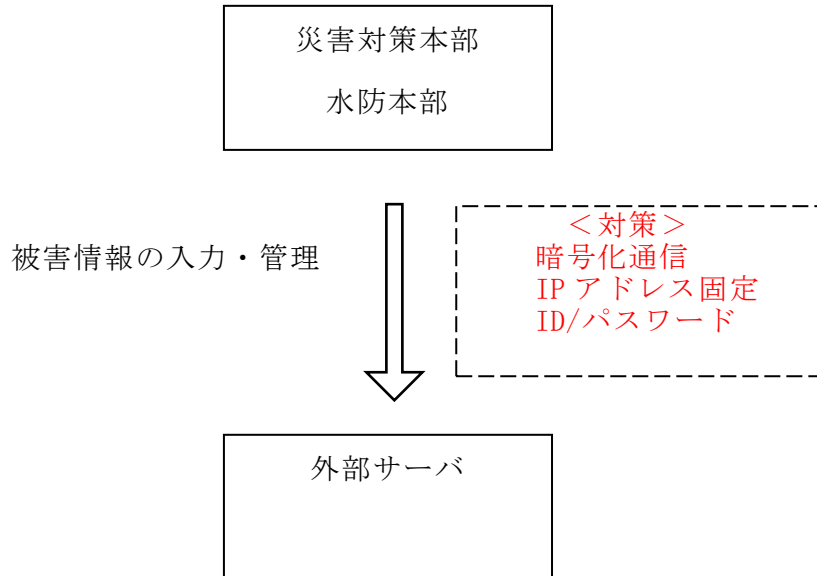 災害対策本部
水防本部
被害情報の入力・管理
＜対策＞
暗号化通信
IPアドレス固定
ID/パスワード
外部サーバ